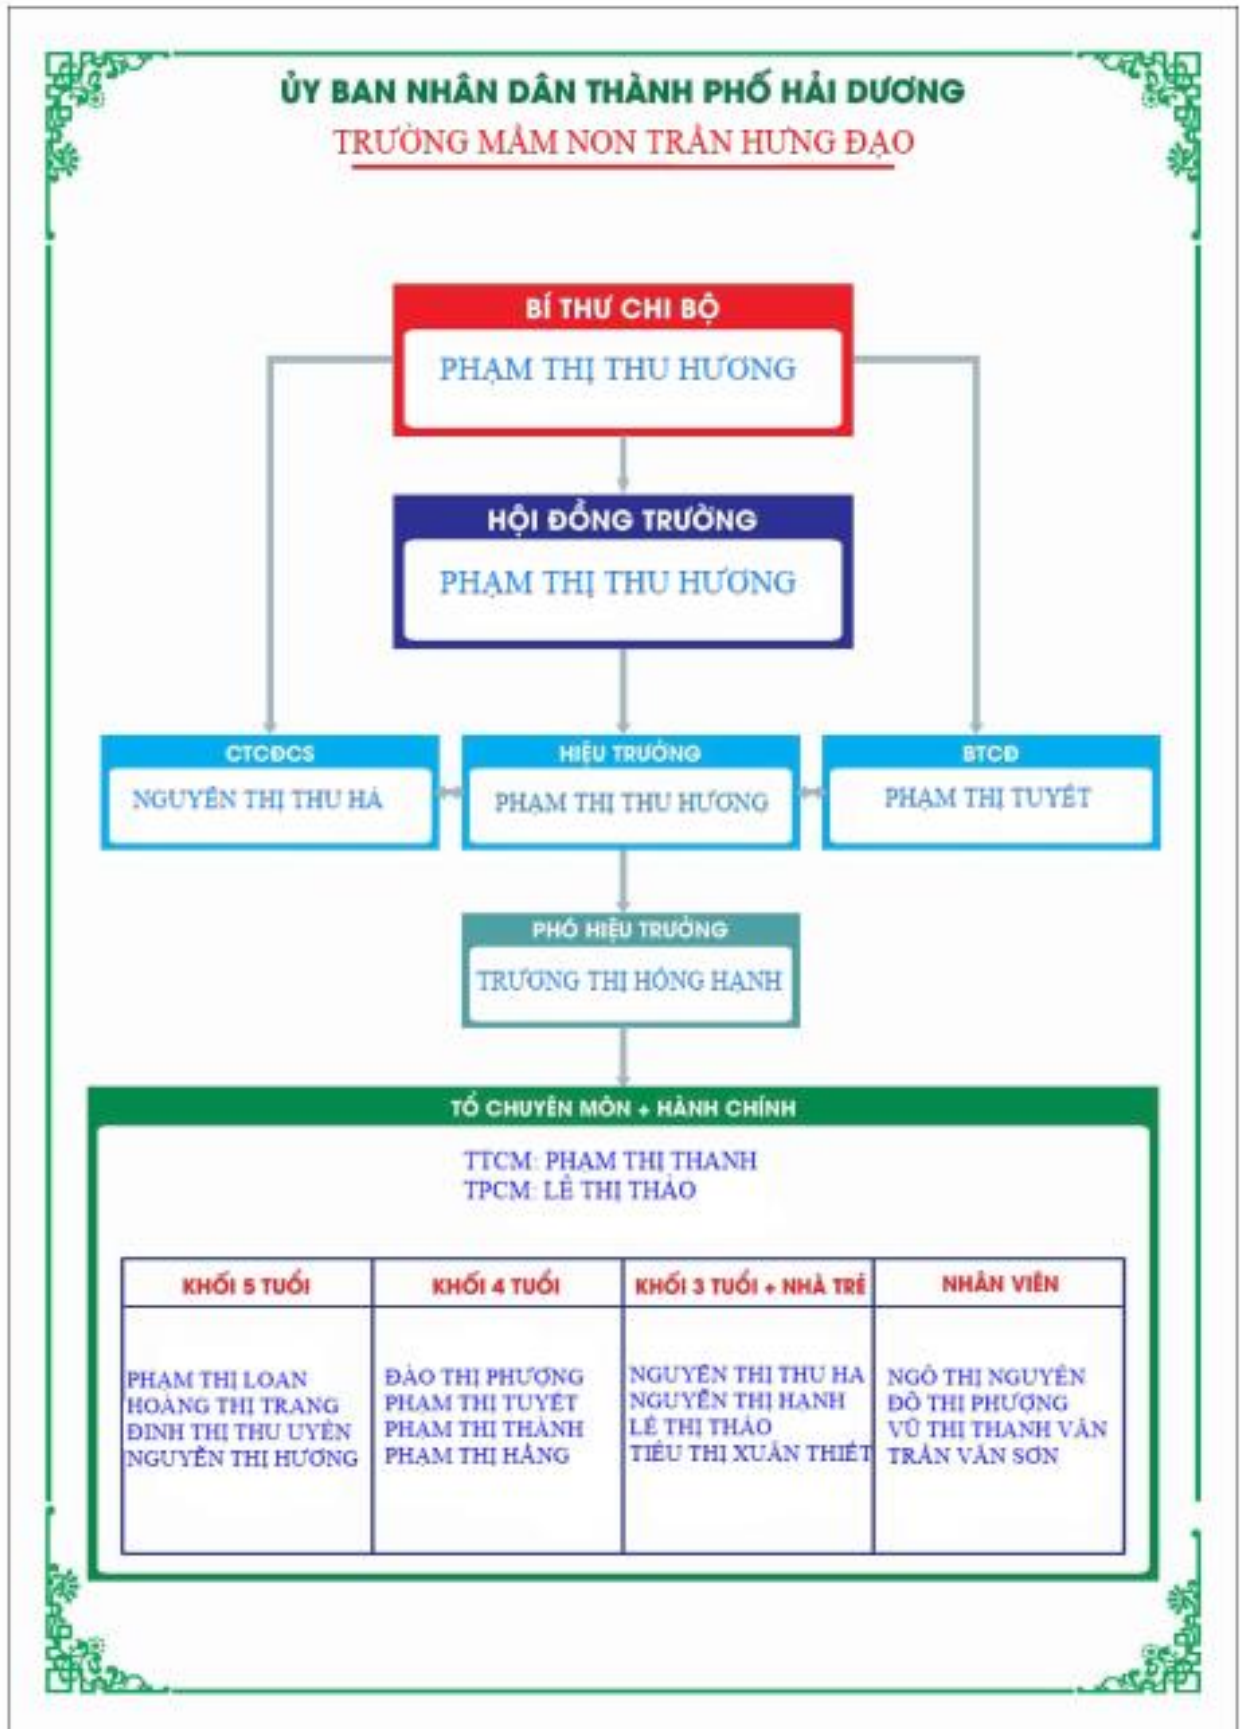 ỦY BAN NHÂN DÂN THÀNH PHỐ HẢI DƯƠNG
TRƯỜNG MẦM NON TRẦN HƯNG ĐẠO
BÍ THƯ CHI BỘ
PHẠM THỊ THU HƯƠNG
HỘI ĐỒNG TRƯỜNG
PHẠM THỊ THU HƯƠNG
CTCĐCS
NGUYỄN THỊ THU HÀ
HIỆU TRƯỞNG
PHẠM THỊ THU HƯƠNG
BTCĐ
PHẠM THỊ TUYẾT
PHÓ HIỆU TRƯỞNG
TRƯƠNG THỊ HỒNG HẠNH
TỔ CHUYÊN MÔN + HÀNH CHÍNH
TTCM: PHẠM THỊ THANH
TPCM: LÊ THỊ THẢO
KHỐI 5 TUỔI
PHẠM THỊ LOAN
HOÀNG THỊ TRANG
ĐINH THỊ THU UYÊN
NGUYỄN THỊ HƯƠNG
KHỐI 4 TUỔI
ĐÀO THỊ PHƯỢNG
PHẠM THỊ TUYẾT
PHẠM THỊ THÀNH
PHẠM THỊ HẰNG
KHỐI 3 TUỔI + NHÀ TRẺ
NGUYỄN THỊ THU HÀ
NGUYỄN THỊ HẠNH
LÊ THỊ THẢO
TIÊU THỊ XUÂN THIẾT
NHÂN VIÊN
NGÔ THỊ NGUYÊN
ĐỖ THỊ PHƯỢNG
VŨ THỊ THANH VÂN
TRẦN VĂN SƠN